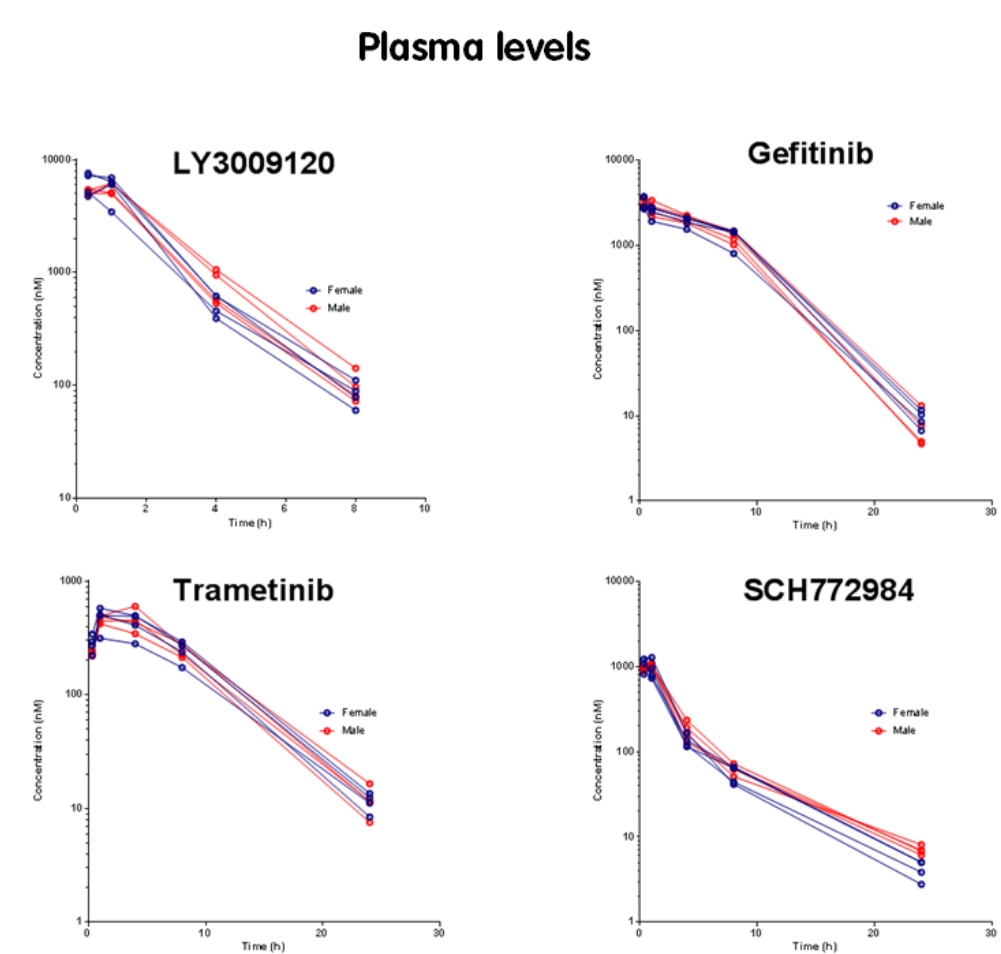 Plasma levels
LY3009120
10000
1000
100
10
0 2 4 6 8 10
Concentration (nM)
Time (h)
Female
Male
Gefitinib
10000
1000
100
10
1
0 10 20 30
Concentration (nM)
Time (h)
Female
Male
Trametinib
1000
100
10
1
0 10 20 30
Concentration (nM)
Time (h)
Female
Male
SCH772984
10000
1000
100
10
1
0 10 20 30
Concentration (nM)
Time (h)
Female
Male